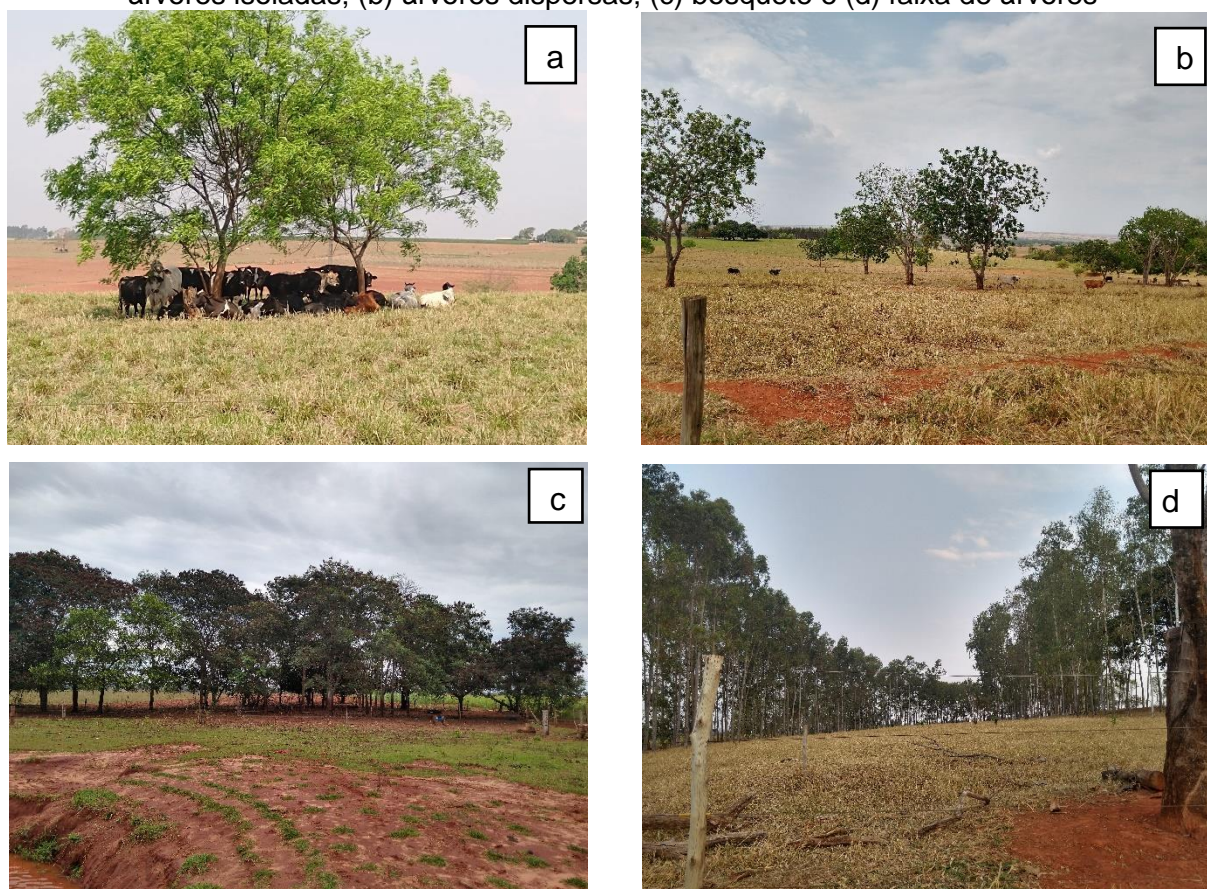 árvores isoladas; (b) árvores dispersas; (c) bosquete e (d) faixa de árvores
a
b
c
d